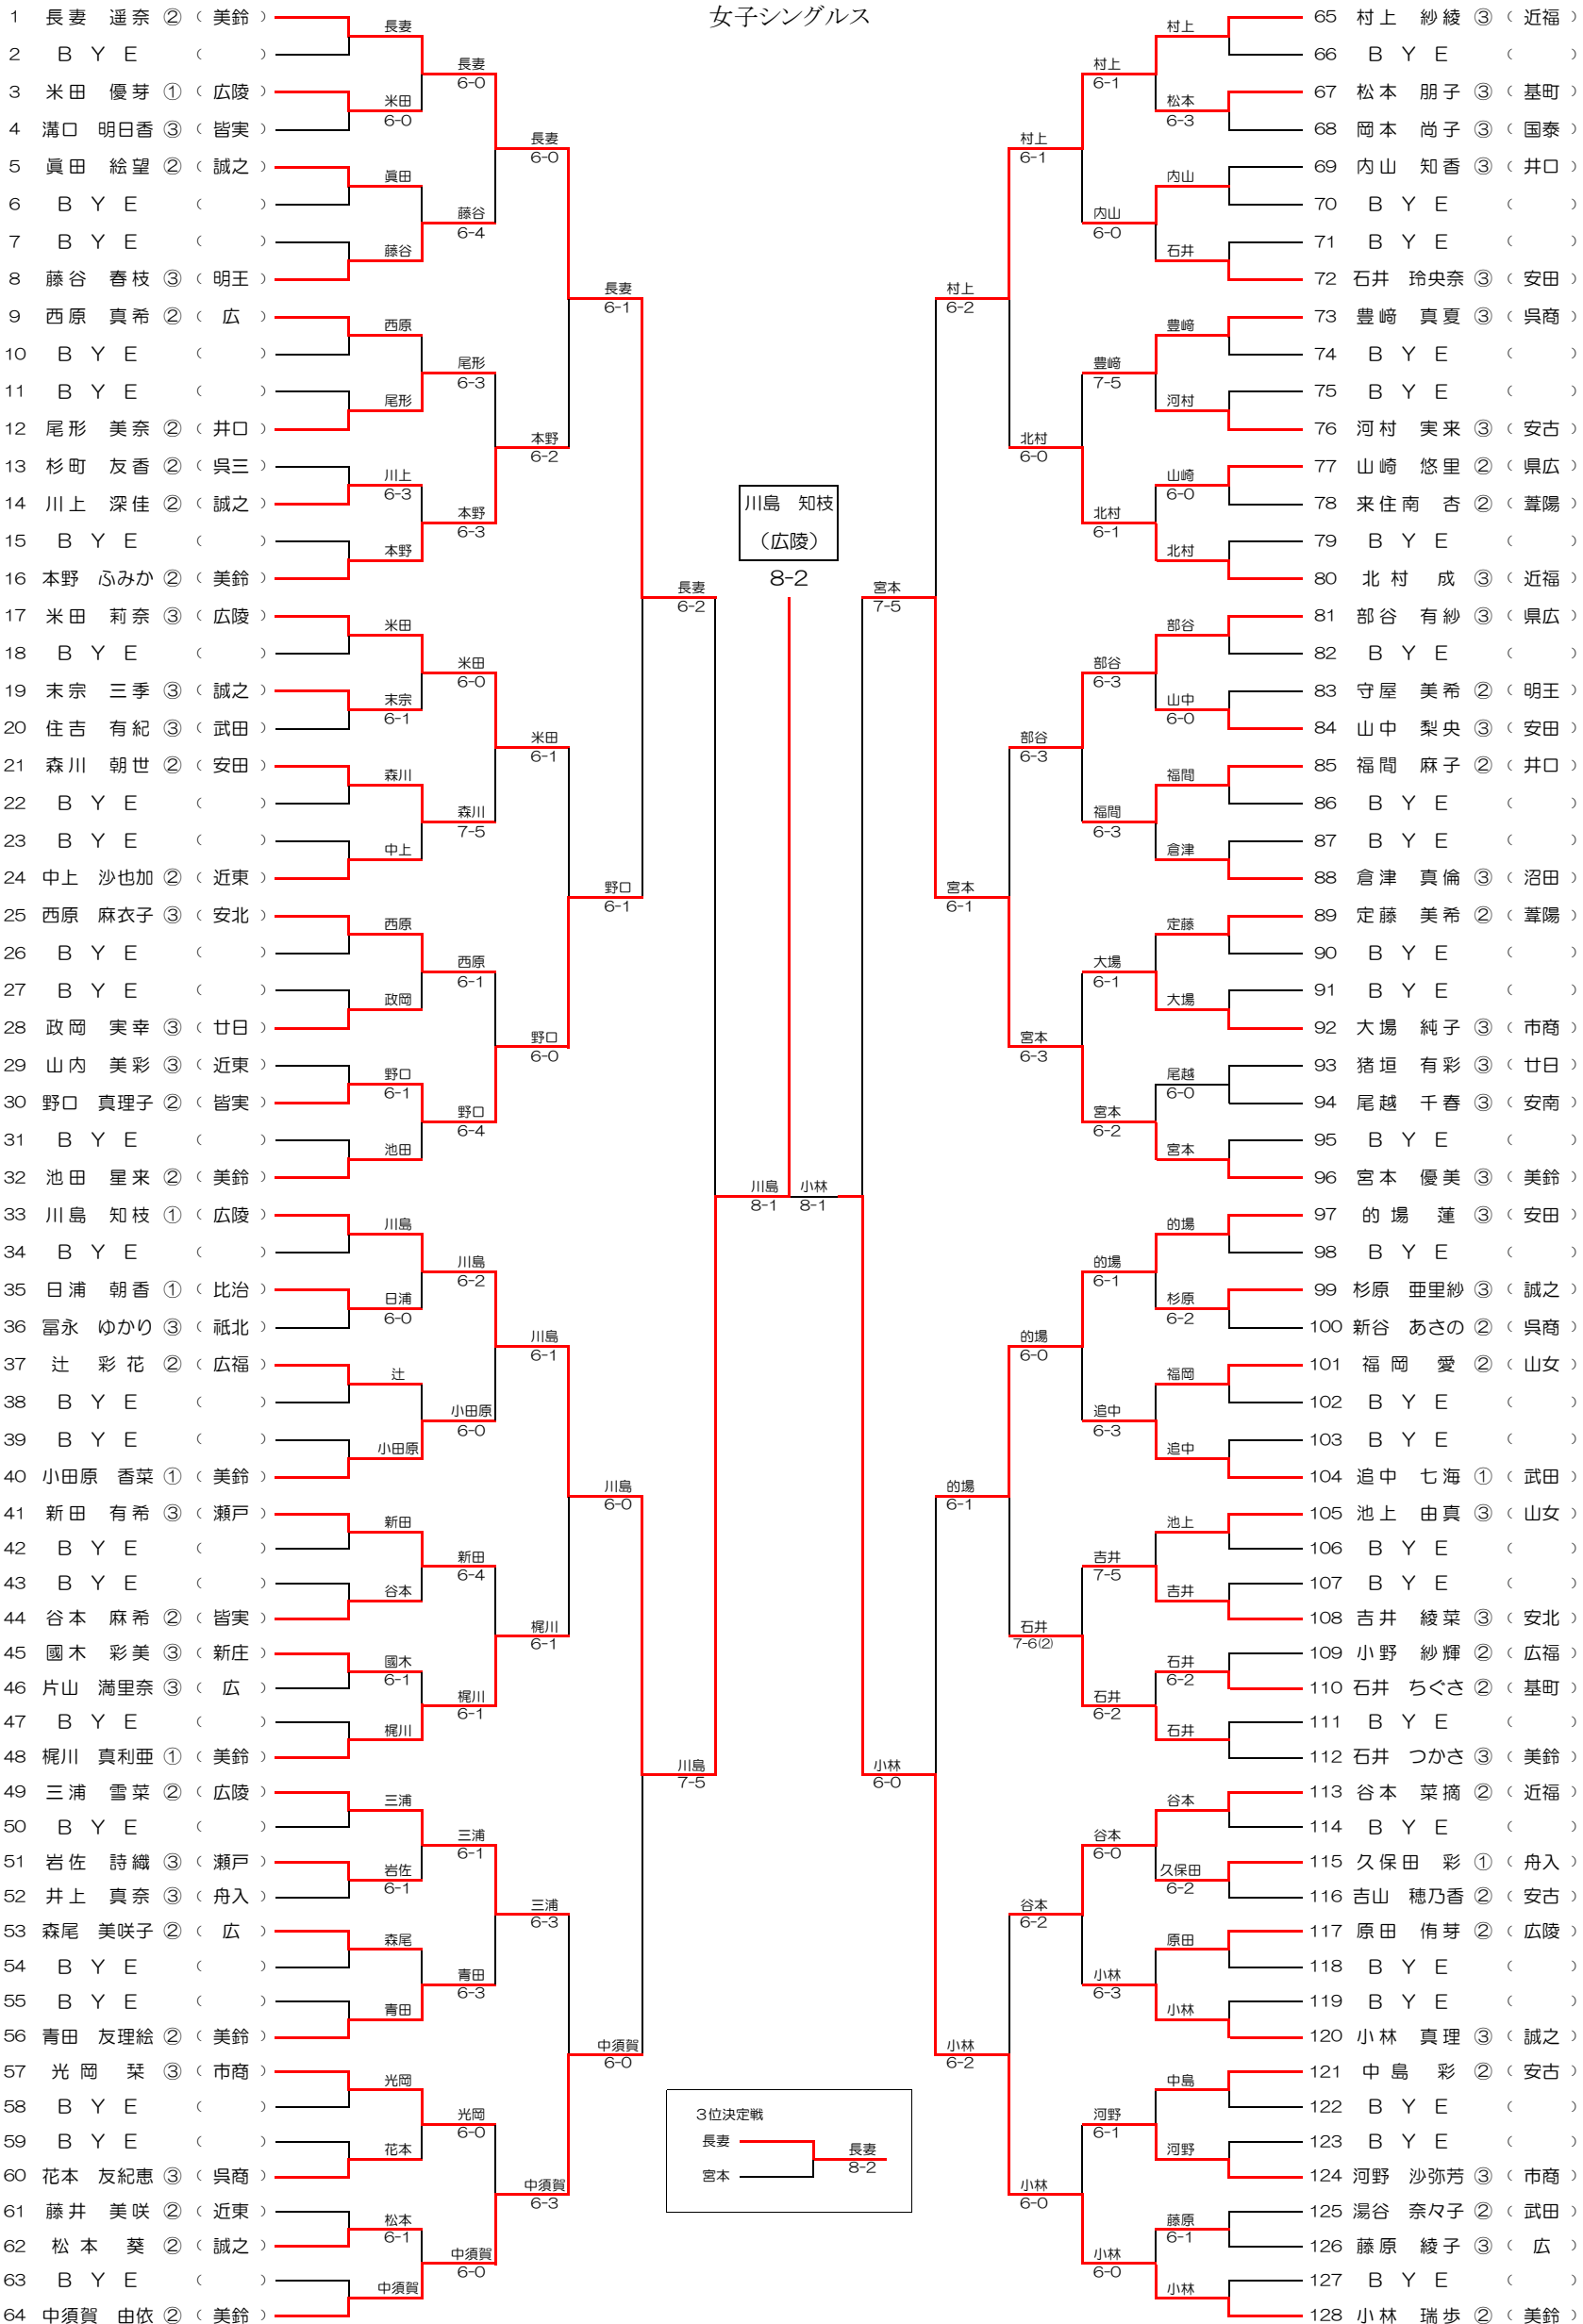 女子シングルス
1 長妻 遥奈 ② （ 美鈴 ）
2 B Y E （ ）
3 米田 優芽 ① （ 広陵 ）
4 溝口 明日香 ③ （ 皆実 ）
5 眞田 絵望 ② （ 誠之 ）
6 B Y E （ ）
7 B Y E （ ）
8 藤谷 春枝 ③ （ 明王 ）
9 西原 真希 ② （ 広 ）
10 B Y E （ ）
11 B Y E （ ）
12 尾形 美奈 ② （ 井口 ）
13 杉町 友香 ② （ 呉三 ）
14 川上 深佳 ② （ 誠之 ）
15 B Y E （ ）
16 本野 ふみか ② （ 美鈴 ）
17 米田 莉奈 ③ （ 広陵 ）
18 B Y E （ ）
19 末宗 三季 ③ （ 誠之 ）
20 住吉 有紀 ③ （ 武田 ）
21 森川 朝世 ② （ 安田 ）
22 B Y E （ ）
23 B Y E （ ）
24 中上 沙也加 ② （ 近東 ）
25 西原 麻衣子 ③ （ 安北 ）
26 B Y E （ ）
27 B Y E （ ）
28 政岡 実幸 ③ （ 廿日 ）
29 山内 美彩 ③ （ 近東 ）
30 野口 真理子 ② （ 皆実 ）
31 B Y E （ ）
32 池田 星来 ② （ 美鈴 ）
33 川島 知枝 ① （ 広陵 ）
34 B Y E （ ）
35 日浦 朝香 ① （ 比治 ）
36 冨永 ゆかり ③ （ 祇北 ）
37 辻 彩花 ② （ 広福 ）
38 B Y E （ ）
39 B Y E （ ）
40 小田原 香菜 ① （ 美鈴 ）
41 新田 有希 ③ （ 瀬戸 ）
42 B Y E （ ）
43 B Y E （ ）
44 谷本 麻希 ② （ 皆実 ）
45 國木 彩美 ③ （ 新庄 ）
46 片山 満里奈 ③ （ 広 ）
47 B Y E （ ）
48 梶川 真利亜 ① （ 美鈴 ）
49 三浦 雪菜 ② （ 広陵 ）
50 B Y E （ ）
51 岩佐 詩織 ③ （ 瀬戸 ）
52 井上 真奈 ③ （ 舟入 ）
53 森尾 美咲子 ② （ 広 ）
54 B Y E （ ）
55 B Y E （ ）
56 青田 友理絵 ② （ 美鈴 ）
57 光岡 栞 ③ （ 市商 ）
58 B Y E （ ）
59 B Y E （ ）
60 花本 友紀恵 ③ （ 呉商 ）
61 藤井 美咲 ② （ 近東 ）
62 松本 葵 ② （ 誠之 ）
63 B Y E （ ）
64 中須賀 由依 ② （ 美鈴 ）
長妻
米田
6-0
眞田
藤谷
西原
尾形
川上
6-3
本野
米田
末宗
6-1
森川
中上
西原
政岡
野口
6-1
池田
川島
日浦
6-0
辻
小田原
新田
谷本
國木
6-1
梶川
三浦
岩佐
6-1
森尾
青田
光岡
花本
松本
6-1
中須賀
長妻
6-0
藤谷
6-4
尾形
6-3
本野
6-3
米田
6-0
森川
7-5
西原
6-1
野口
6-4
川島
6-2
小田原
6-0
新田
6-4
梶川
6-1
三浦
6-1
青田
6-3
光岡
6-0
中須賀
6-0
長妻
6-0
本野
6-2
米田
6-1
野口
6-0
川島
6-1
梶川
6-1
三浦
6-3
中須賀
6-3
長妻
6-1
野口
6-1
川島
6-0
中須賀
6-0
長妻
6-2
川島
7-5
川島 知枝
（広陵）
8-2
川島
8-1
小林
8-1
3位決定戦
長妻
宮本
長妻
8-2
宮本
7-5
小林
6-0
村上
6-2
宮本
6-1
的場
6-1
小林
6-2
村上
6-1
北村
6-0
部谷
6-3
宮本
6-3
的場
6-0
石井
7-6(2)
谷本
6-2
小林
6-0
村上
6-1
内山
6-0
豊﨑
7-5
北村
6-1
部谷
6-3
福間
6-3
大場
6-1
宮本
6-2
的場
6-1
追中
6-3
吉井
7-5
石井
6-2
谷本
6-0
小林
6-3
河野
6-1
小林
6-0
村上
松本
6-3
内山
石井
豊﨑
河村
山崎
6-0
北村
部谷
山中
6-0
福間
倉津
定藤
大場
尾越
6-0
宮本
的場
杉原
6-2
福岡
追中
池上
吉井
石井
6-2
石井
谷本
久保田
6-2
原田
小林
中島
河野
藤原
6-1
小林
65 村上 紗綾 ③ （ 近福 ）
66 B Y E （ ）
67 松本 朋子 ③ （ 基町 ）
68 岡本 尚子 ③ （ 国泰 ）
69 内山 知香 ③ （ 井口 ）
70 B Y E （ ）
71 B Y E （ ）
72 石井 玲央奈 ③ （ 安田 ）
73 豊﨑 真夏 ③ （ 呉商 ）
74 B Y E （ ）
75 B Y E （ ）
76 河村 実来 ③ （ 安古 ）
77 山崎 悠里 ② （ 県広 ）
78 来住南 杏 ② （ 葦陽 ）
79 B Y E （ ）
80 北村 成 ③ （ 近福 ）
81 部谷 有紗 ③ （ 県広 ）
82 B Y E （ ）
83 守屋 美希 ② （ 明王 ）
84 山中 梨央 ③ （ 安田 ）
85 福間 麻子 ② （ 井口 ）
86 B Y E （ ）
87 B Y E （ ）
88 倉津 真倫 ③ （ 沼田 ）
89 定藤 美希 ② （ 葦陽 ）
90 B Y E （ ）
91 B Y E （ ）
92 大場 純子 ③ （ 市商 ）
93 猪垣 有彩 ③ （ 廿日 ）
94 尾越 千春 ③ （ 安南 ）
95 B Y E （ ）
96 宮本 優美 ③ （ 美鈴 ）
97 的場 蓮 ③ （ 安田 ）
98 B Y E （ ）
99 杉原 亜里紗 ③ （ 誠之 ）
100 新谷 あさの ② （ 呉商 ）
101 福岡 愛 ② （ 山女 ）
102 B Y E （ ）
103 B Y E （ ）
104 追中 七海 ① （ 武田 ）
105 池上 由真 ③ （ 山女 ）
106 B Y E （ ）
107 B Y E （ ）
108 吉井 綾菜 ③ （ 安北 ）
109 小野 紗輝 ② （ 広福 ）
110 石井 ちぐさ ② （ 基町 ）
111 B Y E （ ）
112 石井 つかさ ③ （ 美鈴 ）
113 谷本 菜摘 ② （ 近福 ）
114 B Y E （ ）
115 久保田 彩 ① （ 舟入 ）
116 吉山 穂乃香 ② （ 安古 ）
117 原田 侑芽 ② （ 広陵 ）
118 B Y E （ ）
119 B Y E （ ）
120 小林 真理 ③ （ 誠之 ）
121 中島 彩 ② （ 安古 ）
122 B Y E （ ）
123 B Y E （ ）
124 河野 沙弥芳 ③ （ 市商 ）
125 湯谷 奈々子 ② （ 武田 ）
126 藤原 綾子 ③ （ 広 ）
127 B Y E （ ）
128 小林 瑞歩 ② （ 美鈴 ）